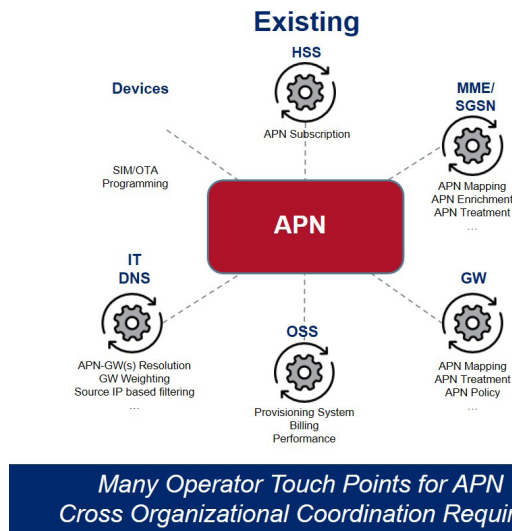 Existing
HSS
Devices
MME/
SGSN
APN Subscription
SIM/OTA
Programming
APN Mapping
APN Enrichment
APN Treatment
...
APN
IT
DNS
GW
OSS
APN-GW(s) Resolution
GW Weighting
Source IP based filtering
...
APN Mapping
APN Treatment
APN Policy
...
Provisioning System
Billing
Performance
Many Operator Touch Points for APN
Cross Organizational Coordination